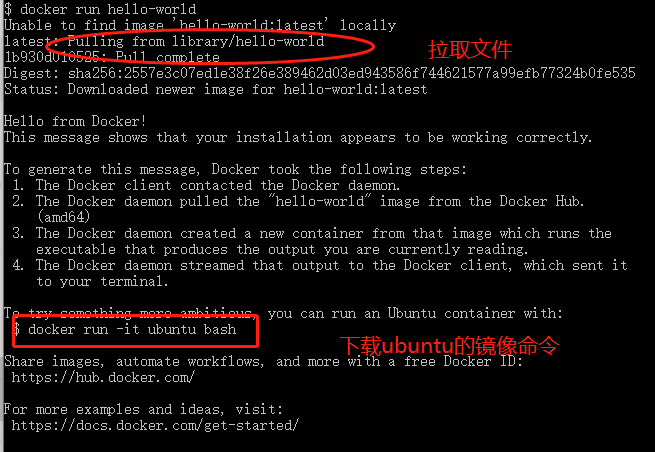 $ docker run hello-world
Unable to find image 'hello-world:latest' locally
latest: Pulling from library/hello-world
拉取文件
1b930d010525: Pull complete
Digest: sha256:2557e3c07ed1e38f26e389462d03ed943586f744621577a99efb77324b0fe535
Status: Downloaded newer image for hello-world:latest
Hello from Docker!
This message shows that your installation appears to be working correctly.
To generate this message, Docker took the following steps:
1. The Docker client contacted the Docker daemon.
2. The Docker daemon pulled the "hello-world" image from the Docker Hub.
(amd64)
3. The Docker daemon created a new container from that image which runs the
executable that produces the output you are currently reading.
4. The Docker daemon streamed that output to the Docker client, which sent it
to your terminal.
To try something more ambitious, you can run an Ubuntu container with:
$ docker run -it ubuntu bash
下载ubuntu的镜像命令
Share images, automate workflows, and more with a free Docker ID:
https://hub.docker.com/
For more examples and ideas, visit:
https://docs.docker.com/get-started/